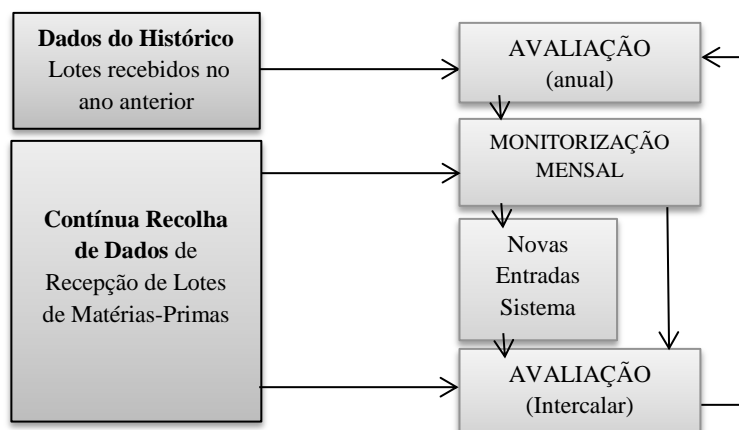 Dados do Histórico
Lotes recebidos no
ano anterior
AVALIAÇÃO
(anual)
MONITORIZAÇÃO
MENSAL
Contínua Recolha
de Dados de
Recepção de Lotes
de Matérias-Primas
Novas
Entradas
Sistema
AVALIAÇÃO
(Intercalar)